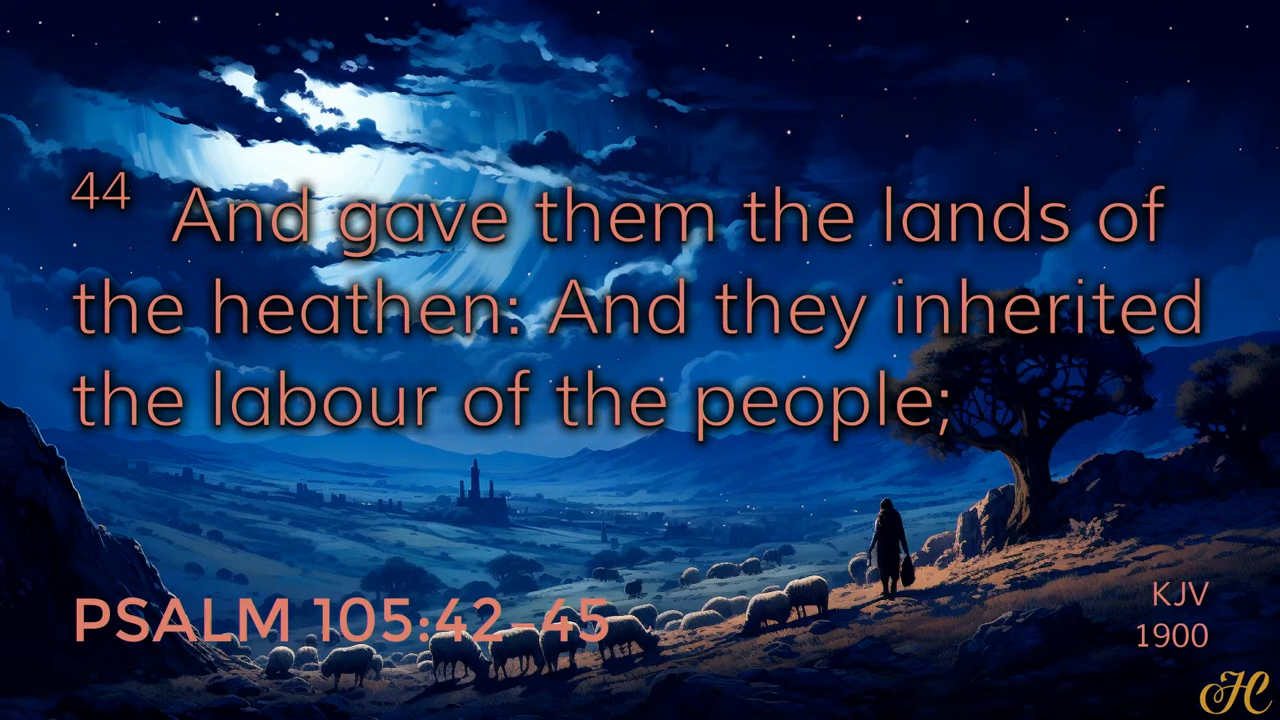 44 And gave them the lands of
the heathen: And they inherited
the labour of the people;
PSALM 105:42–45
KJV
1900
HC